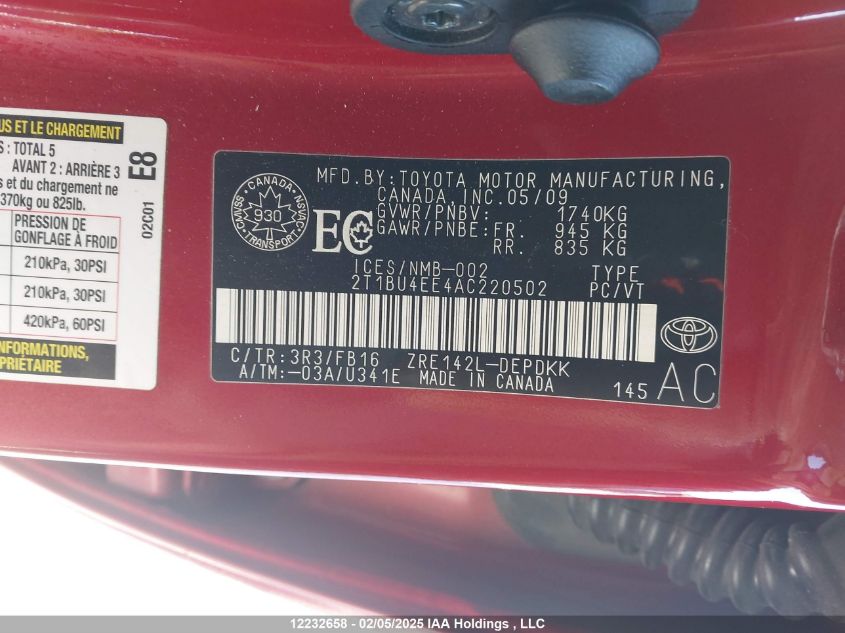 US ET LE CHARGEMENT
S : TOTAL 5
AVANT 2 : ARRIÈRE 3
s et du chargement ne
370kg ou 825lb.
PRESSION DE
GONFLAGE À FROID
210kPa, 30PSI
210kPa, 30PSI
420kPa, 60PSI
INFORMATIONS,
PRIÉTAIRE
E8
02C01
MFD.BY:TOYOTA MOTOR MANUFACTURING,
CANADA,INC.05/09
GVWR/PNBV: 1740KG
GAWR/PNBE:FR. 945 KG
RR. 835 KG
CANADA
CMVSS
930
NSVAC
TRANSPORT
EC
ICES/NMB-002 TYPE
2T1BU4EE4AC220502 PC/VT
C/TR:3R3/FB16 ZRE142L-DEPDKK
A/TM:-03A/U341E MADE IN CANADA
145 AC
12232658 - 02/05/2025 IAA Holdings , LLC